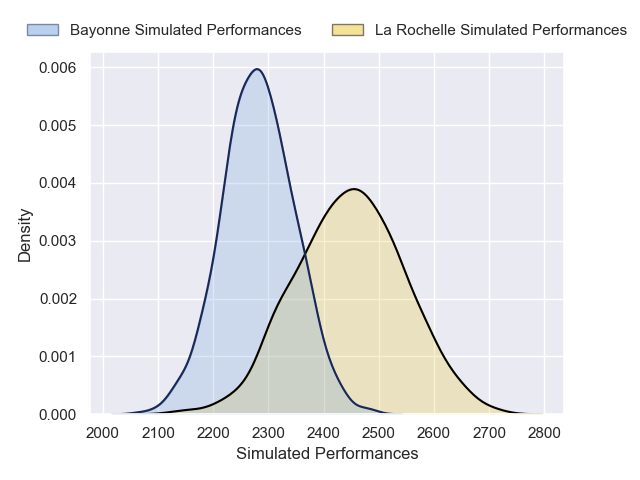 Bayonne Simulated Performances
La Rochelle Simulated Performances
0.006
0.005
0.004
0.003
0.002
0.001
0.000
Density
2000 2100 2200 2300 2400 2500 2600 2700 2800
Simulated Performances